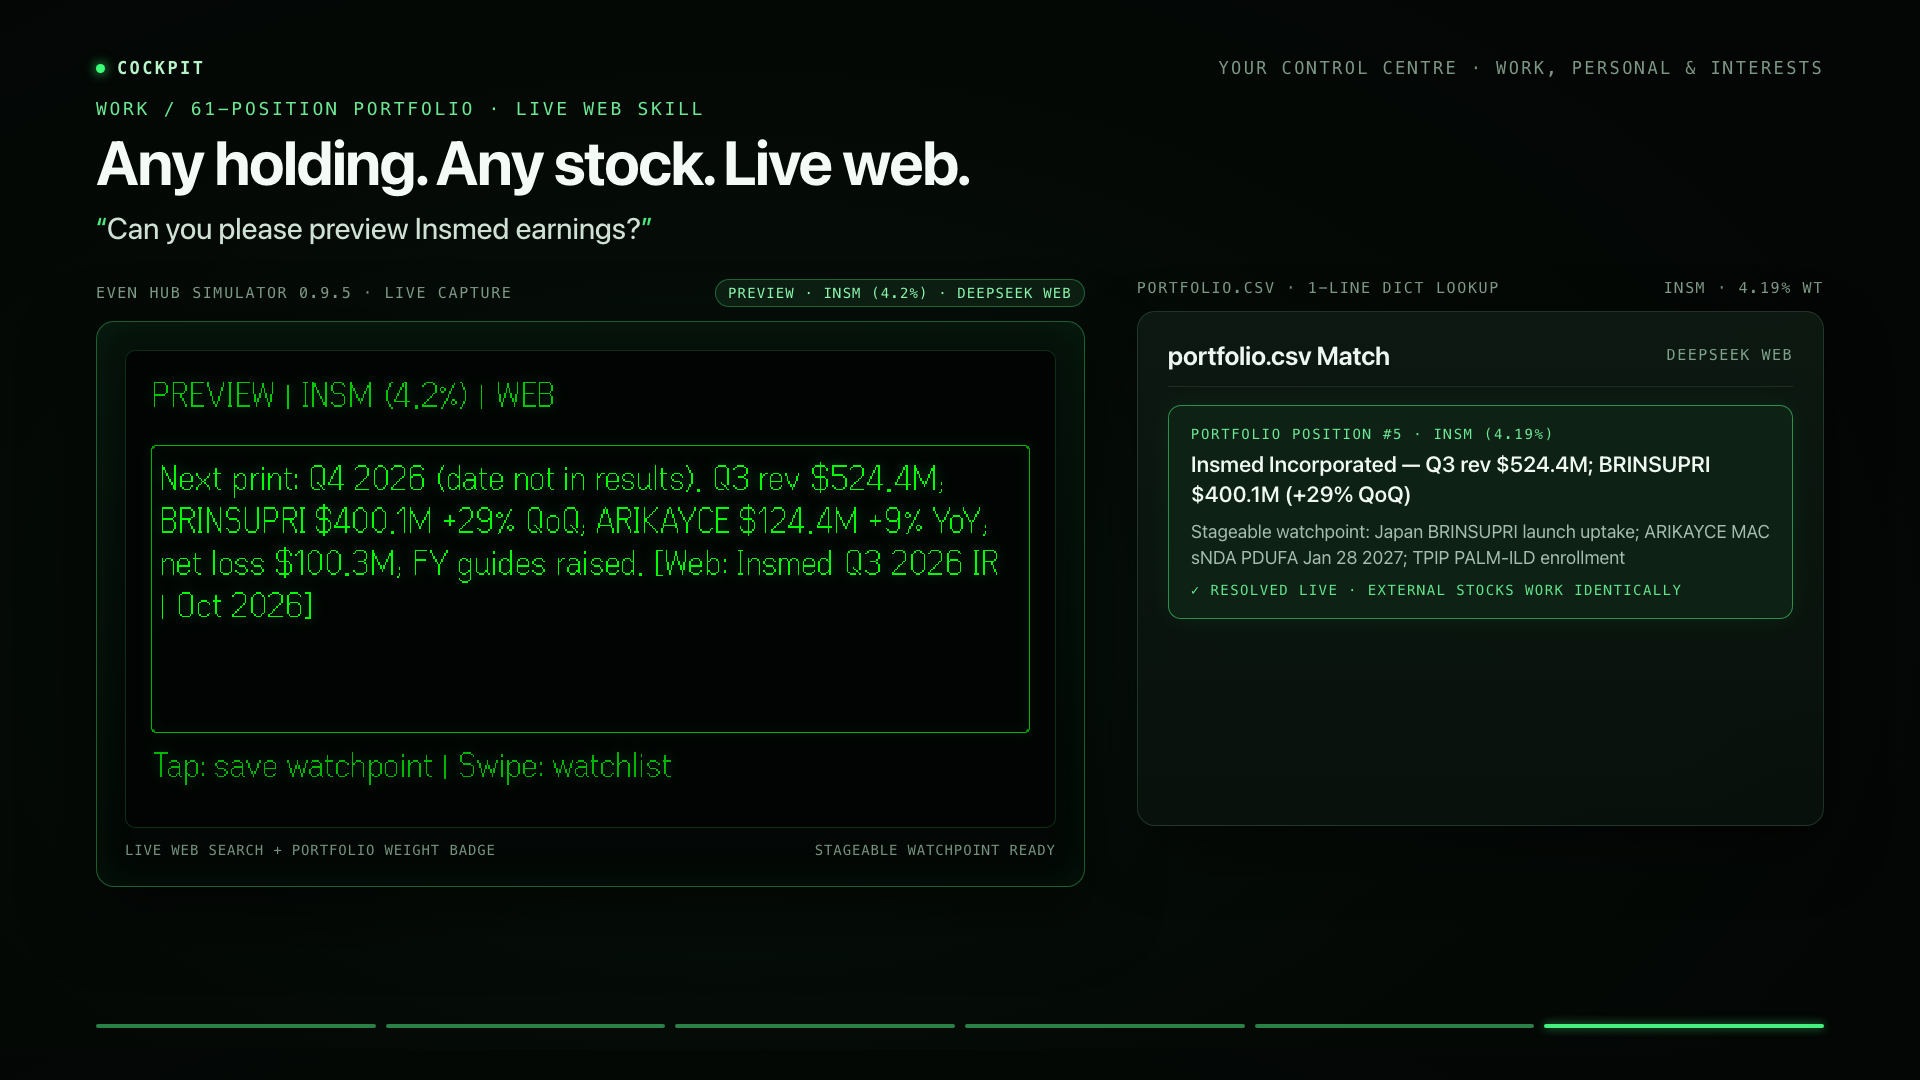 COCKPIT
YOUR CONTROL CENTRE · WORK, PERSONAL & INTERESTS
WORK / 61-POSITION PORTFOLIO · LIVE WEB SKILL
Any holding. Any stock. Live web.
“Can you please preview Insmed earnings?”
EVEN HUB SIMULATOR 0.9.5 · LIVE CAPTURE
PREVIEW · INSM (4.2%) · DEEPSEEK WEB
PREVIEW | INSM (4.2%) | WEB
Next print: Q4 2026 (date not in results). Q3 rev $524.4M;
BRINSUPRI $400.1M +29% QoQ; ARIKAYCE $124.4M +9% YoY;
net loss $100.3M; FY guides raised. [Web: Insmed Q3 2026 IR
| Oct 2026]
Tap: save watchpoint | Swipe: watchlist
LIVE WEB SEARCH + PORTFOLIO WEIGHT BADGE
STAGEABLE WATCHPOINT READY
PORTFOLIO.CSV · 1-LINE DICT LOOKUP
INSM · 4.19% WT
portfolio.csv Match
DEEPSEEK WEB
PORTFOLIO POSITION #5 · INSM (4.19%)
Insmed Incorporated — Q3 rev $524.4M; BRINSUPRI
$400.1M (+29% QoQ)
Stageable watchpoint: Japan BRINSUPRI launch uptake; ARIKAYCE MAC
sNDA PDUFA Jan 28 2027; TPIP PALM-ILD enrollment
✓ RESOLVED LIVE · EXTERNAL STOCKS WORK IDENTICALLY